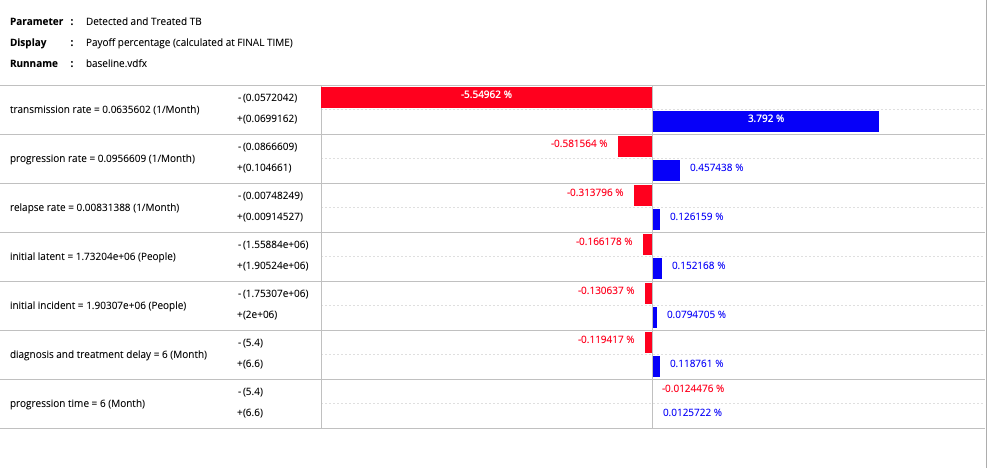 Parameter : Detected and Treated TB
Display : Payoff percentage (calculated at FINAL TIME)
Runname : baseline.vdfx
-(0.0572042) -5.54962 %
transmission rate = 0.0635602 (1/Month)
+(0.0699162) 3.792 %
-(0.0866609) -0.581564 %
progression rate = 0.0956609 (1/Month)
+(0.104661) 0.457438 %
-(0.00748249) -0.313796 %
relapse rate = 0.00831388 (1/Month)
+(0.00914527) 0.126159 %
-(1.55884e+06) -0.166178 %
initial latent = 1.73204e+06 (People)
+(1.90524e+06) 0.152168 %
-(1.75307e+06) -0.130637 %
initial incident = 1.90307e+06 (People)
+(2e+06) 0.0794705 %
-(5.4) -0.119417 %
diagnosis and treatment delay = 6 (Month)
+(6.6) 0.118761 %
-(5.4) -0.0124476 %
progression time = 6 (Month)
+(6.6) 0.0125722 %